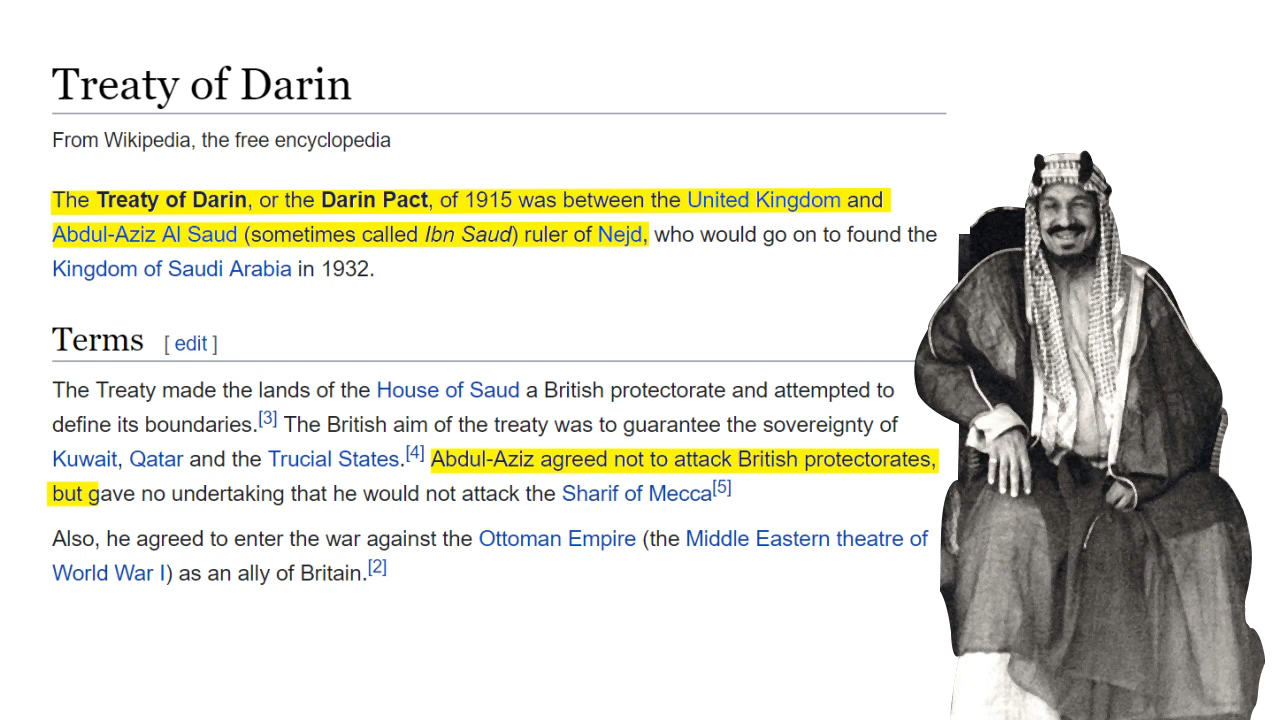 Treaty of Darin
From Wikipedia, the free encyclopedia
The Treaty of Darin, or the Darin Pact, of 1915 was between the United Kingdom and
Abdul-Aziz Al Saud (sometimes called Ibn Saud) ruler of Nejd, who would go on to found the
Kingdom of Saudi Arabia in 1932.
Terms [ edit ]
The Treaty made the lands of the House of Saud a British protectorate and attempted to
define its boundaries.[3] The British aim of the treaty was to guarantee the sovereignty of
Kuwait, Qatar and the Trucial States.[4] Abdul-Aziz agreed not to attack British protectorates,
but gave no undertaking that he would not attack the Sharif of Mecca[5]
Also, he agreed to enter the war against the Ottoman Empire (the Middle Eastern theatre of
World War I) as an ally of Britain.[2]